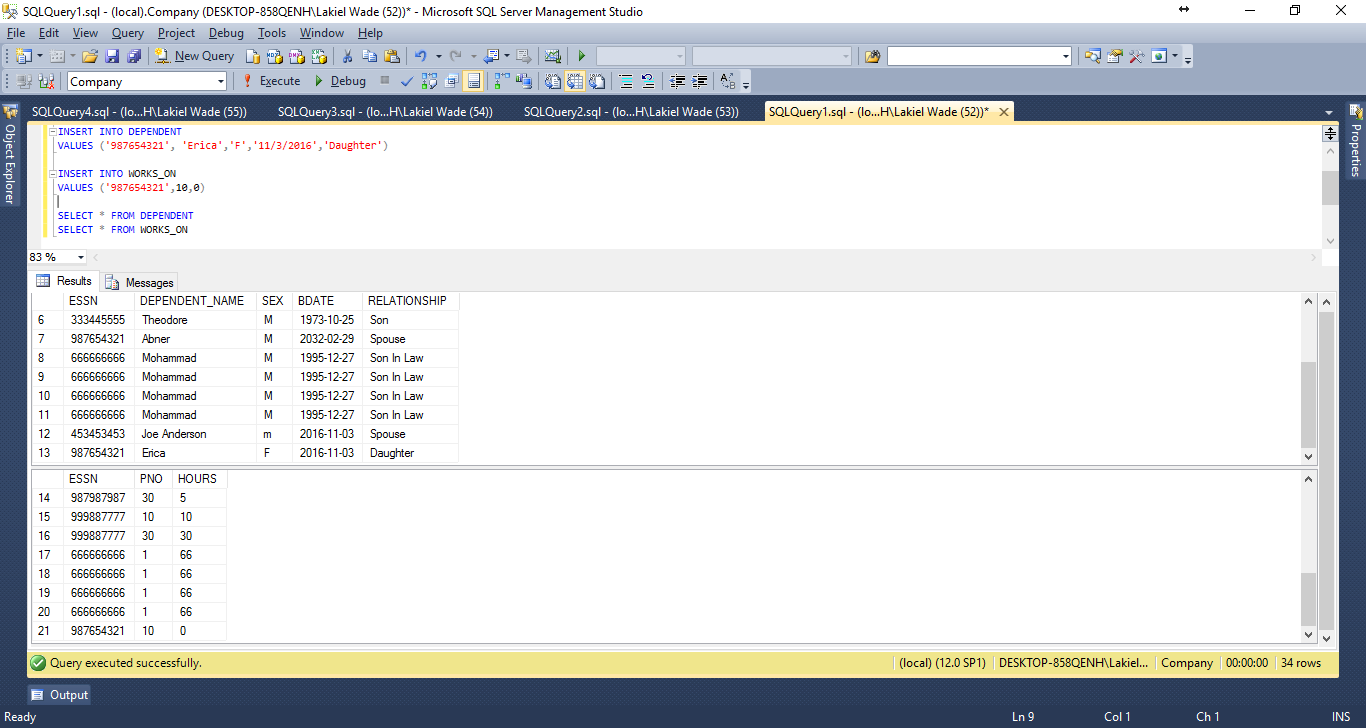 SQLQuery1.sql - (local).Company (DESKTOP-858QENH\Lakiel Wade (52))* - Microsoft SQL Server Management Studio
File Edit View Query Project Debug Tools Window Help
New Query
Company Execute Debug
SQLQuery4.sql - (lo...H\Lakiel Wade (55)) SQLQuery3.sql - (lo...H\Lakiel Wade (54)) SQLQuery2.sql - (lo...H\Lakiel Wade (53)) SQLQuery1.sql - (lo...H\Lakiel Wade (52))*
Object Explorer
Properties
INSERT INTO DEPENDENT
VALUES ('987654321', 'Erica','F','11/3/2016','Daughter')
INSERT INTO WORKS_ON
VALUES ('987654321',10,0)
SELECT * FROM DEPENDENT
SELECT * FROM WORKS_ON
83 %
Results Messages
ESSN DEPENDENT_NAME SEX BDATE RELATIONSHIP
6 333445555 Theodore M 1973-10-25 Son
7 987654321 Abner M 2032-02-29 Spouse
8 666666666 Mohammad M 1995-12-27 Son In Law
9 666666666 Mohammad M 1995-12-27 Son In Law
10 666666666 Mohammad M 1995-12-27 Son In Law
11 666666666 Mohammad M 1995-12-27 Son In Law
12 453453453 Joe Anderson m 2016-11-03 Spouse
13 987654321 Erica F 2016-11-03 Daughter
ESSN PNO HOURS
14 987987987 30 5
15 999887777 10 10
16 999887777 30 30
17 666666666 1 66
18 666666666 1 66
19 666666666 1 66
20 666666666 1 66
21 987654321 10 0
Query executed successfully. (local) (12.0 SP1) DESKTOP-858QENH\Lakiel... Company 00:00:00 34 rows
Output
Ready Ln 9 Col 1 Ch 1 INS